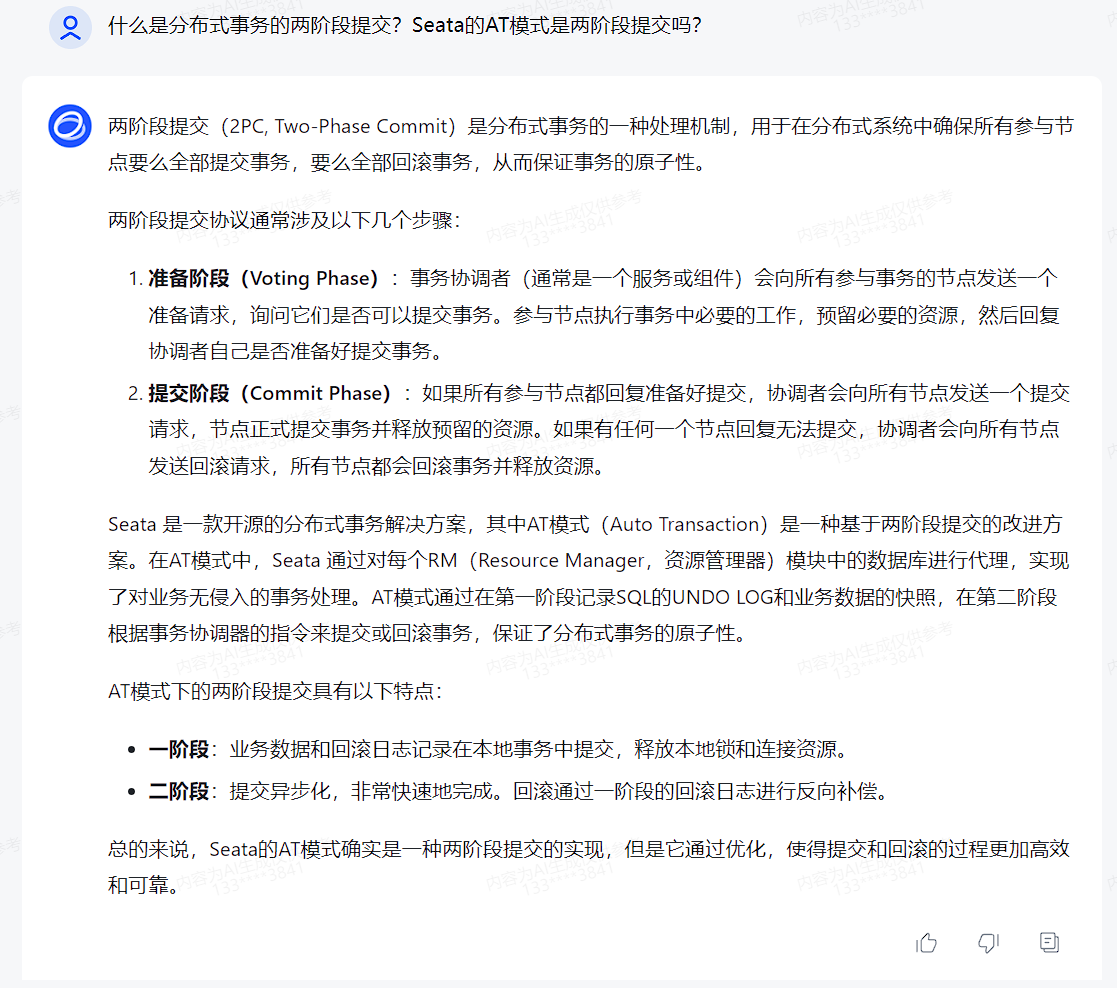 什么是分布式事务的两阶段提交？Seata的AT模式是两阶段提交吗？
两阶段提交（2PC, Two-Phase Commit）是分布式事务的一种处理机制，用于在分布式系统中确保所有参与节
点要么全部提交事务，要么全部回滚事务，从而保证事务的原子性。
两阶段提交协议通常涉及以下几个步骤：
1. 准备阶段（Voting Phase）：事务协调者（通常是一个服务或组件）会向所有参与事务的节点发送一个
准备请求，询问它们是否可以提交事务。参与节点执行事务中必要的工作，预留必要的资源，然后回复
协调者自己是否准备好提交事务。
2. 提交阶段（Commit Phase）：如果所有参与节点都回复准备好提交，协调者会向所有节点发送一个提交
请求，节点正式提交事务并释放预留的资源。如果有任何一个节点回复无法提交，协调者会向所有节点
发送回滚请求，所有节点都会回滚事务并释放资源。
Seata 是一款开源的分布式事务解决方案，其中AT模式（Auto Transaction）是一种基于两阶段提交的改进方
案。在AT模式中，Seata 通过对每个RM（Resource Manager，资源管理器）模块中的数据库进行代理，实现
了对业务无侵入的事务处理。AT模式通过在第一阶段记录SQL的UNDO LOG和业务数据的快照，在第二阶段
根据事务协调器的指令来提交或回滚事务，保证了分布式事务的原子性。
AT模式下的两阶段提交具有以下特点：
• 一阶段：业务数据和回滚日志记录在本地事务中提交，释放本地锁和连接资源。
• 二阶段：提交异步化，非常快速地完成。回滚通过一阶段的回滚日志进行反向补偿。
总的来说，Seata的AT模式确实是一种两阶段提交的实现，但是它通过优化，使得提交和回滚的过程更加高效
和可靠。
内容为AI生成仅供参考
133****3841